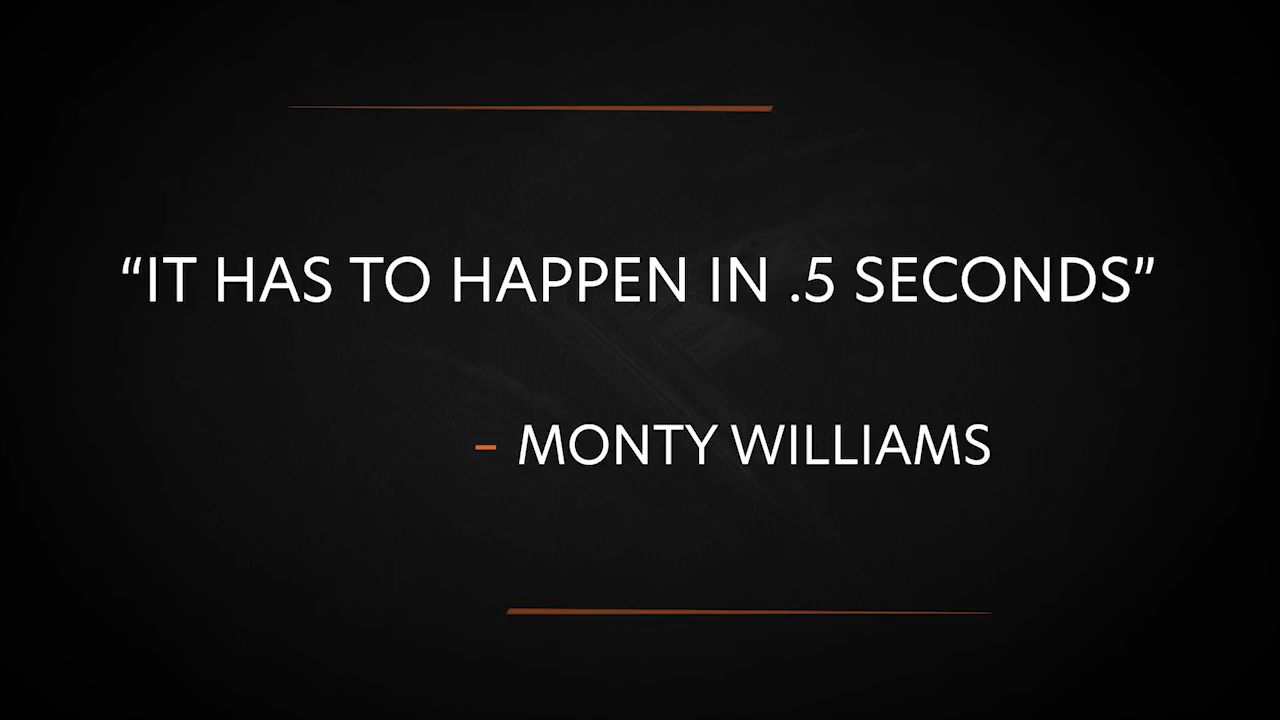 “IT HAS TO HAPPEN IN .5 SECONDS”
– MONTY WILLIAMS